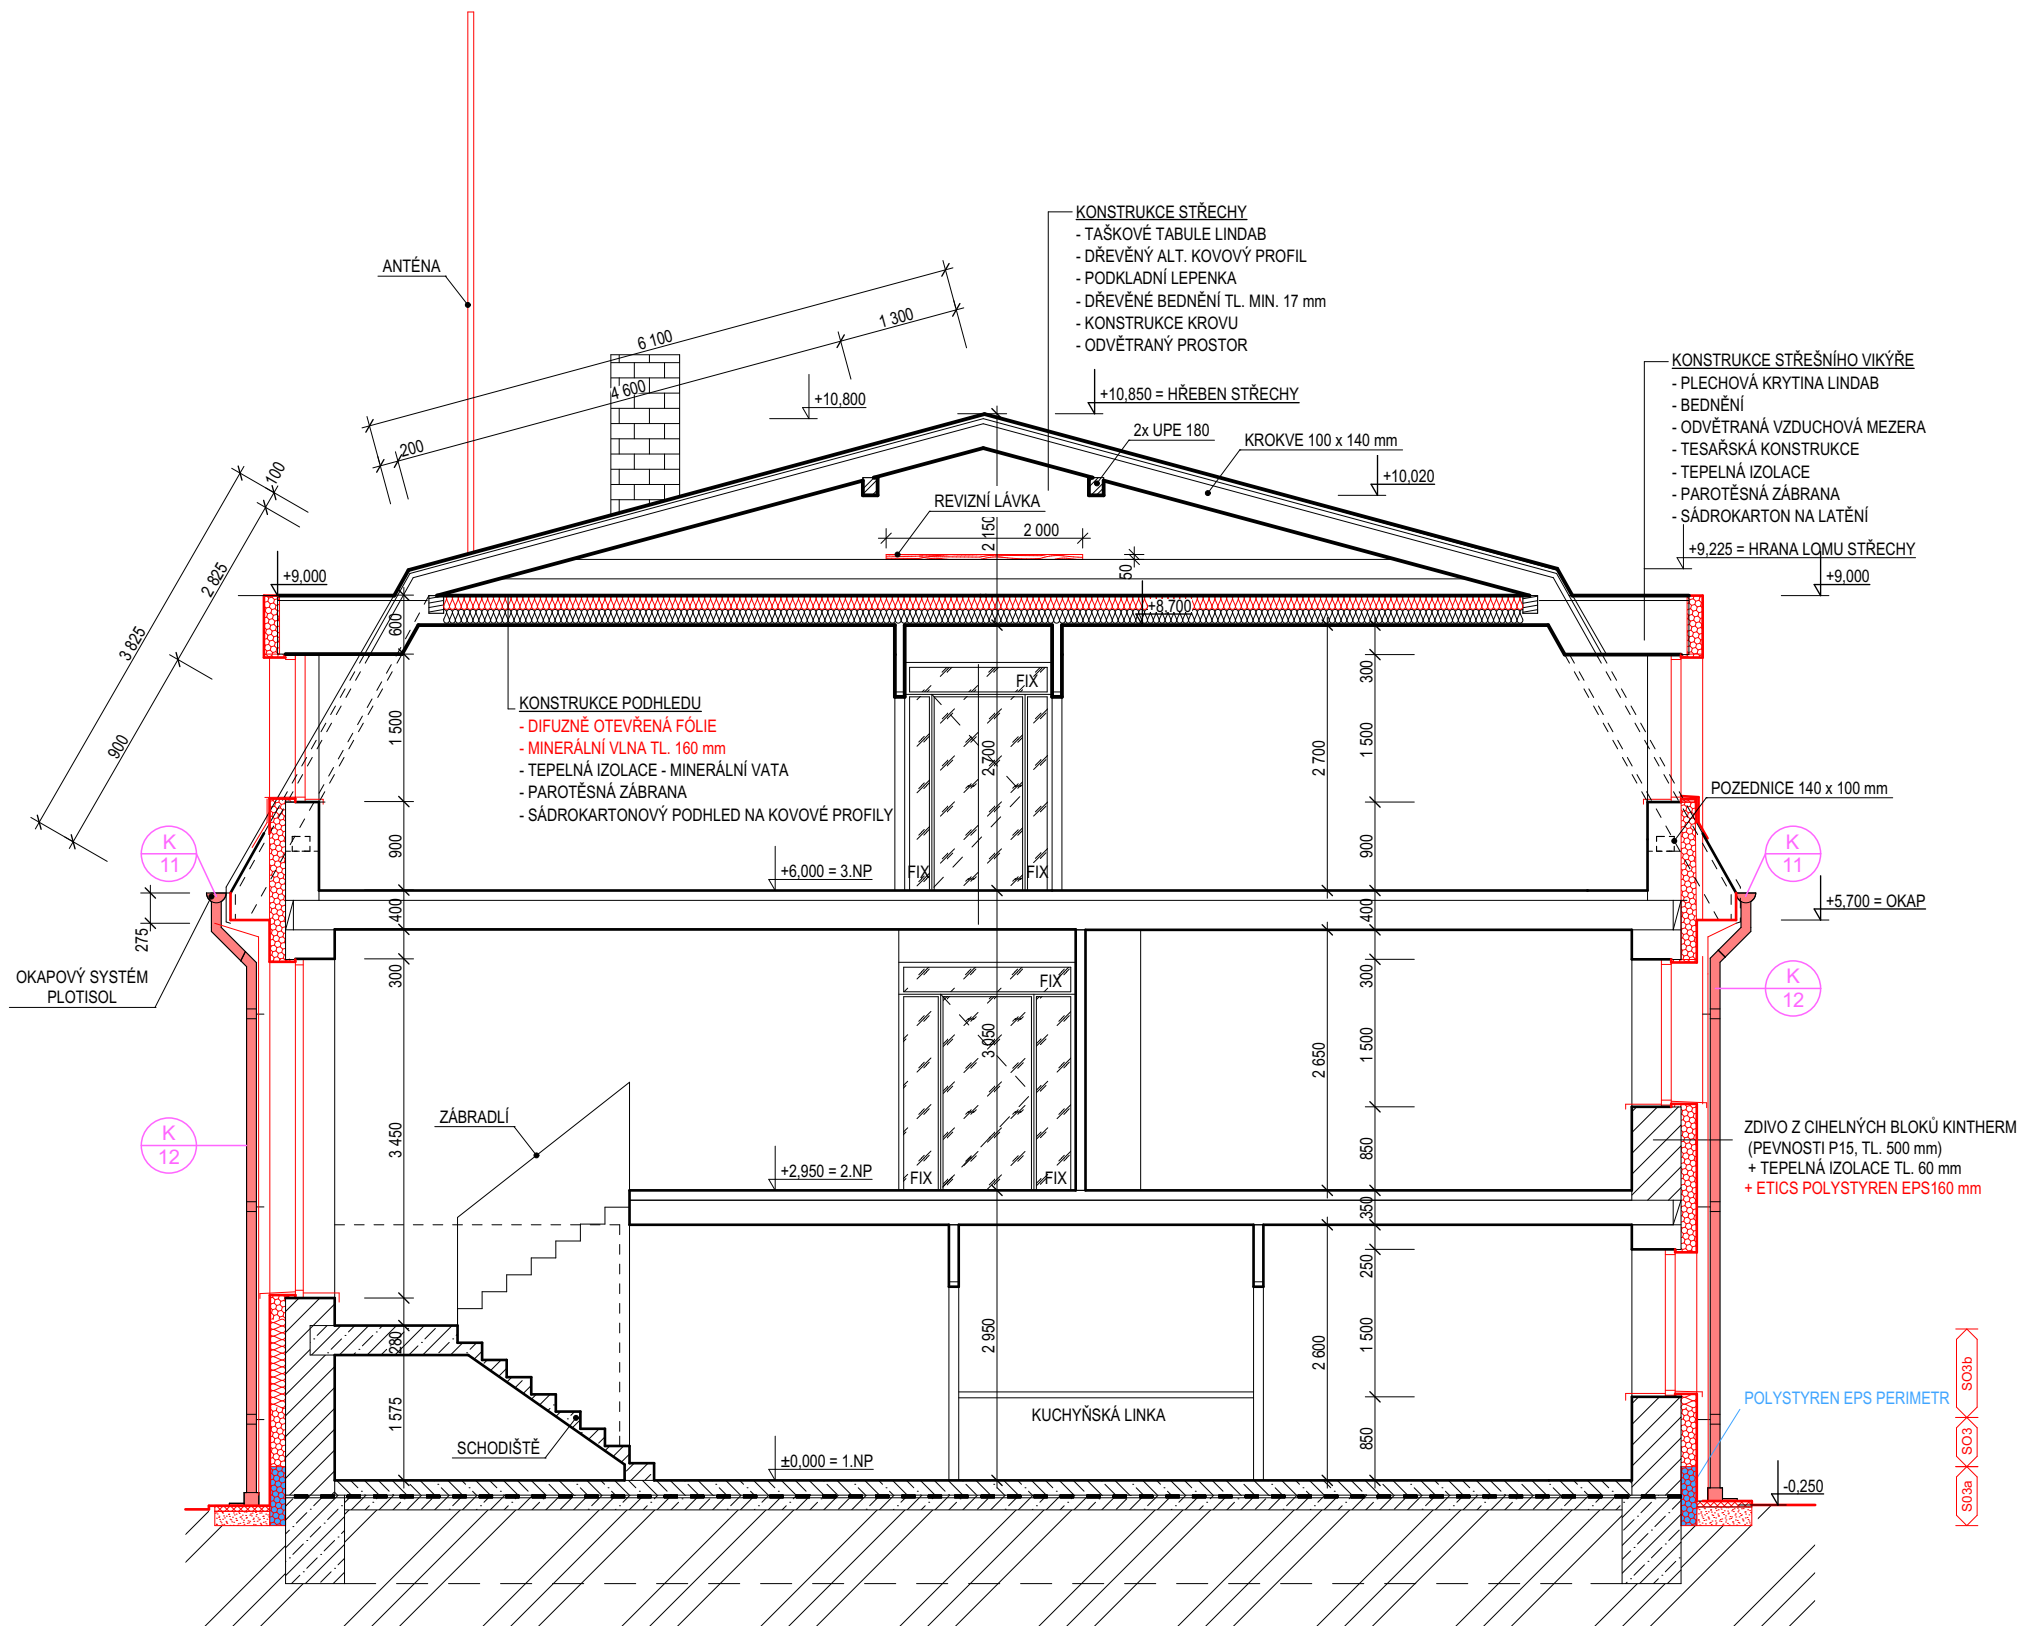 ANTÉNA
6 100
1 300
4 600
200
100
2 825
3 825
900
275
KONSTRUKCE STŘECHY
- TAŠKOVÉ TABULE LINDAB
- DŘEVĚNÝ ALT. KOVOVÝ PROFIL
- PODKLADNÍ LEPENKA
- DŘEVĚNÉ BEDNĚNÍ TL. MIN. 17 mm
- KONSTRUKCE KROVU
- ODVĚTRANÝ PROSTOR
+10,800
+10,850 = HŘEBEN STŘECHY
2x UPE 180
KROKVE 100 x 140 mm
+10,020
KONSTRUKCE STŘEŠNÍHO VIKÝŘE
- PLECHOVÁ KRYTINA LINDAB
- BEDNĚNÍ
- ODVĚTRANÁ VZDUCHOVÁ MEZERA
- TESAŘSKÁ KONSTRUKCE
- TEPELNÁ IZOLACE
- PAROTĚSNÁ ZÁBRANA
- SÁDROKARTON NA LATĚNÍ
+9,225 = HRANA LOMU STŘECHY
+9,000
REVIZNÍ LÁVKA
2 000
2 150
50
+9,000
+8,700
600
1 500
900
400
300
3 450
280
1 575
KONSTRUKCE PODHLEDU
- DIFUZNĚ OTEVŘENÁ FÓLIE
- MINERÁLNÍ VLNA TL. 160 mm
- TEPELNÁ IZOLACE - MINERÁLNÍ VATA
- PAROTĚSNÁ ZÁBRANA
- SÁDROKARTONOVÝ PODHLED NA KOVOVÉ PROFILY
FIX
FIX
FIX
2 700
2 700
300
1 500
900
400
300
1 500
850
350
250
1 500
850
POZEDNICE 140 x 100 mm
K
11
K
11
+6,000 = 3.NP
+5,700 = OKAP
OKAPOVÝ SYSTÉM
PLOTISOL
K
12
K
12
FIX
FIX
FIX
3 050
2 650
ZÁBRADLÍ
+2,950 = 2.NP
ZDIVO Z CIHELNÝCH BLOKŮ KINTHERM
(PEVNOSTI P15, TL. 500 mm)
+ TEPELNÁ IZOLACE TL. 60 mm
+ ETICS POLYSTYREN EPS160 mm
2 950
2 600
KUCHYŇSKÁ LINKA
SCHODIŠTĚ
±0,000 = 1.NP
POLYSTYREN EPS PERIMETR
SO3b
SO3
S03a
-0,250